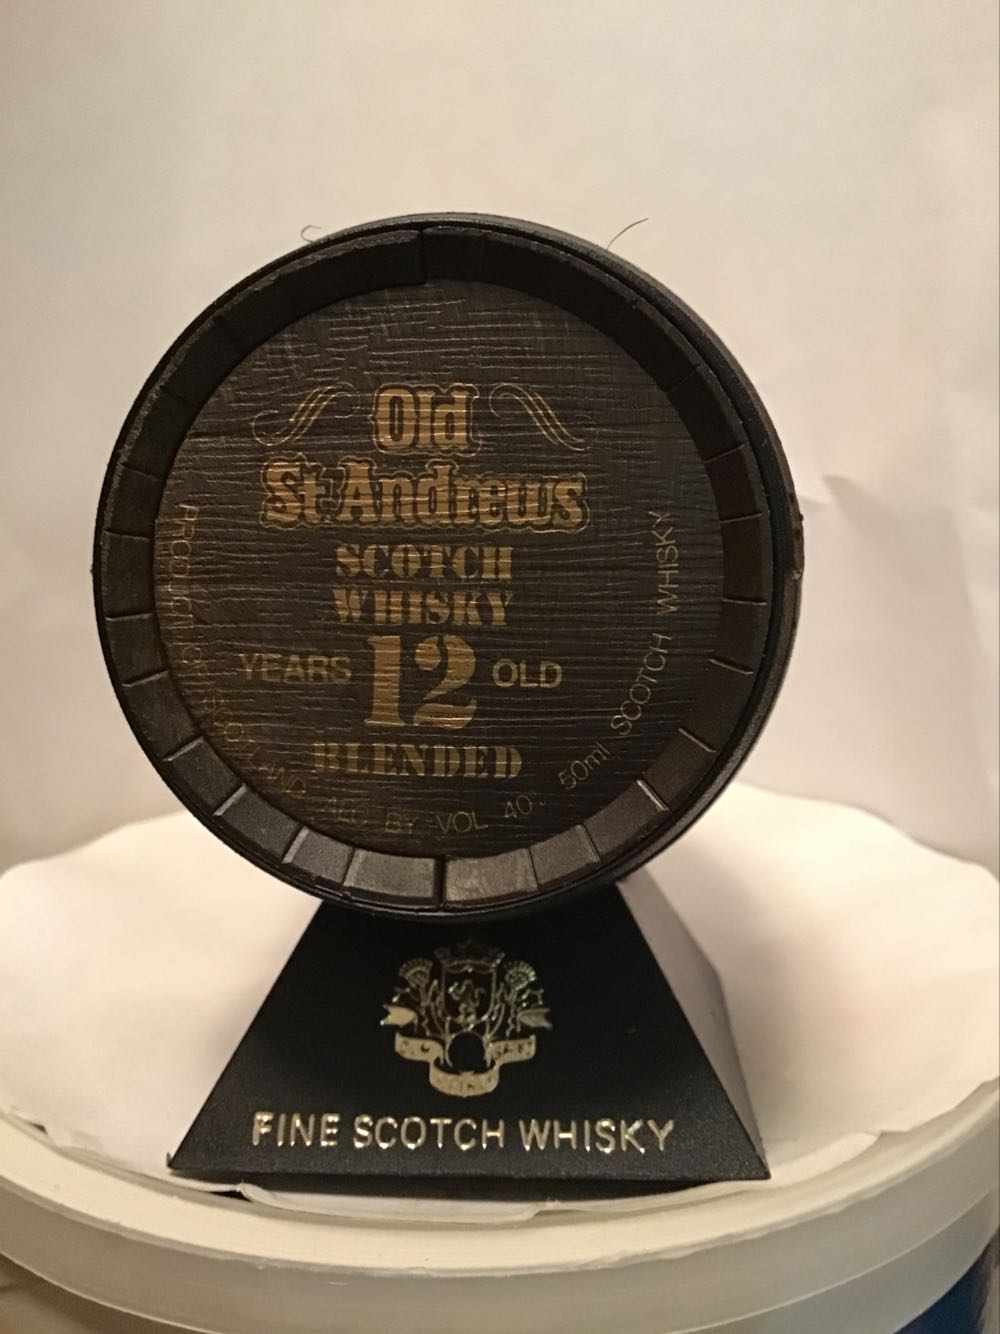 Old
St Andrews
SCOTCH
WHISKY
YEARS 12 OLD
BLENDED
PRODUCT OF SCOTLAND ALC BY VOL 40% 50ml SCOTCH WHISKY
FINE SCOTCH WHISKY